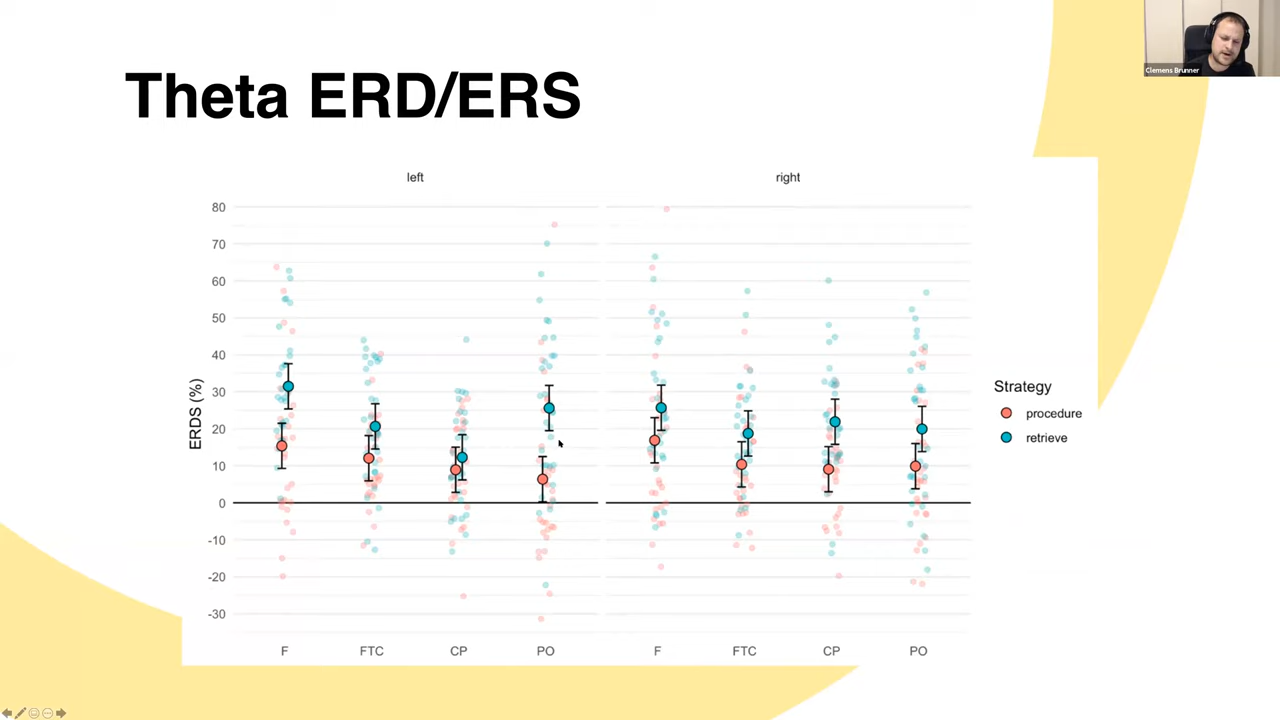 Clemens Brunner
Theta ERD/ERS
left
right
80
70
60
50
40
30
20
10
0
-10
-20
-30
ERDS (%)
F
FTC
CP
PO
F
FTC
CP
PO
Strategy
procedure
retrieve